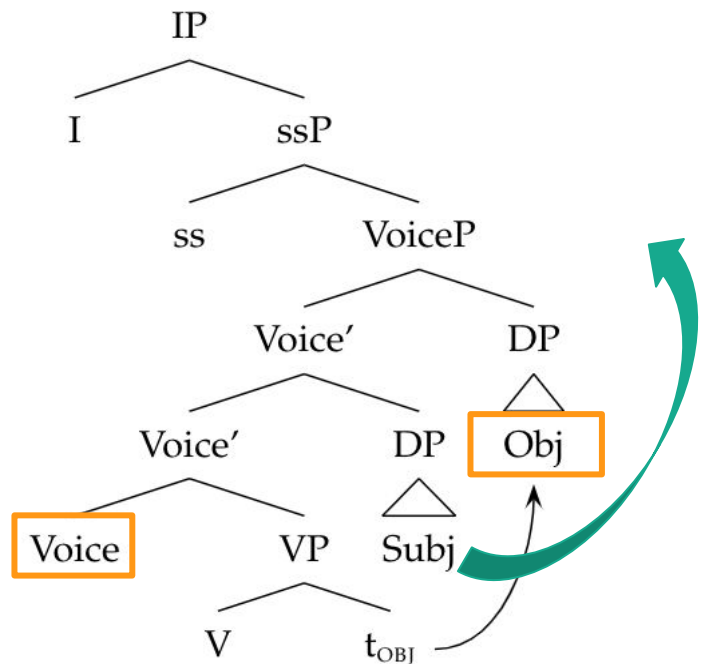 IP
I ssP
ss VoiceP
Voice′ DP
Voice′ DP Obj
Voice VP Subj
V tOBJ